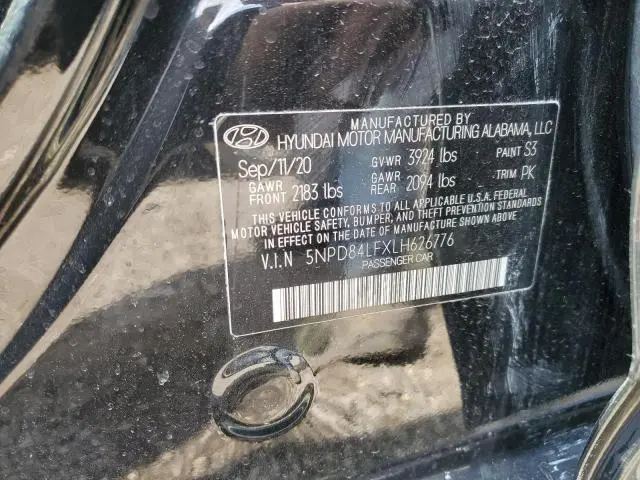 MANUFACTURED BY
HYUNDAI MOTOR MANUFACTURING ALABAMA, LLC
Sep/11/20 GVWR 3924 lbs PAINT S3
GAWR FRONT 2183 lbs GAWR REAR 2094 lbs TRIM PK
THIS VEHICLE CONFORMS TO ALL APPLICABLE U.S.A. FEDERAL
MOTOR VEHICLE SAFETY, BUMPER, AND THEFT PREVENTION STANDARDS
IN EFFECT ON THE DATE OF MANUFACTURE SHOWN ABOVE.
V.I.N 5NPD84LFXLH626776
PASSENGER CAR